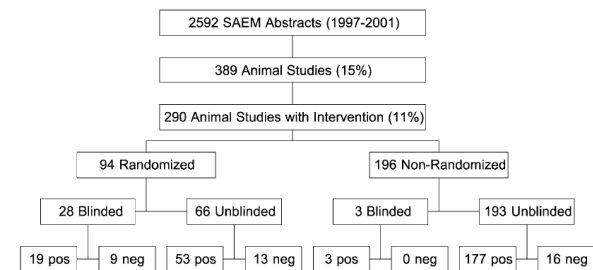 2592 SAEM Abstracts (1997-2001)
389 Animal Studies (15%)
290 Animal Studies with Intervention (11%)
94 Randomized 196 Non-Randomized
28 Blinded 66 Unblinded 3 Blinded 193 Unblinded
19 pos 9 neg 53 pos 13 neg 3 pos 0 neg 177 pos 16 neg